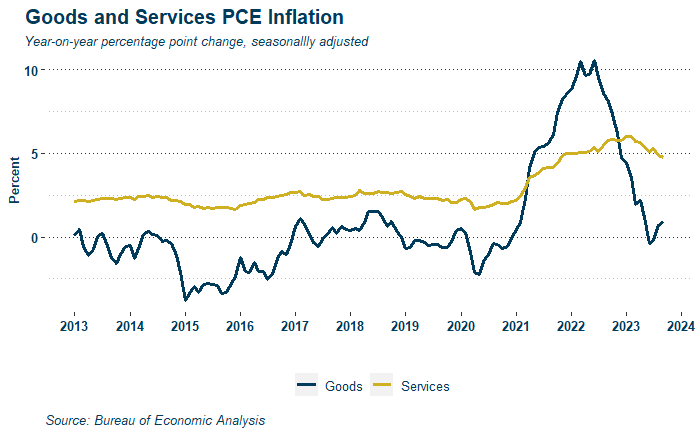 Goods and Services PCE Inflation
Year-on-year percentage point change, seasonallly adjusted
10
5
0
Percent
2013 2014 2015 2016 2017 2018 2019 2020 2021 2022 2023 2024
Goods Services
Source: Bureau of Economic Analysis